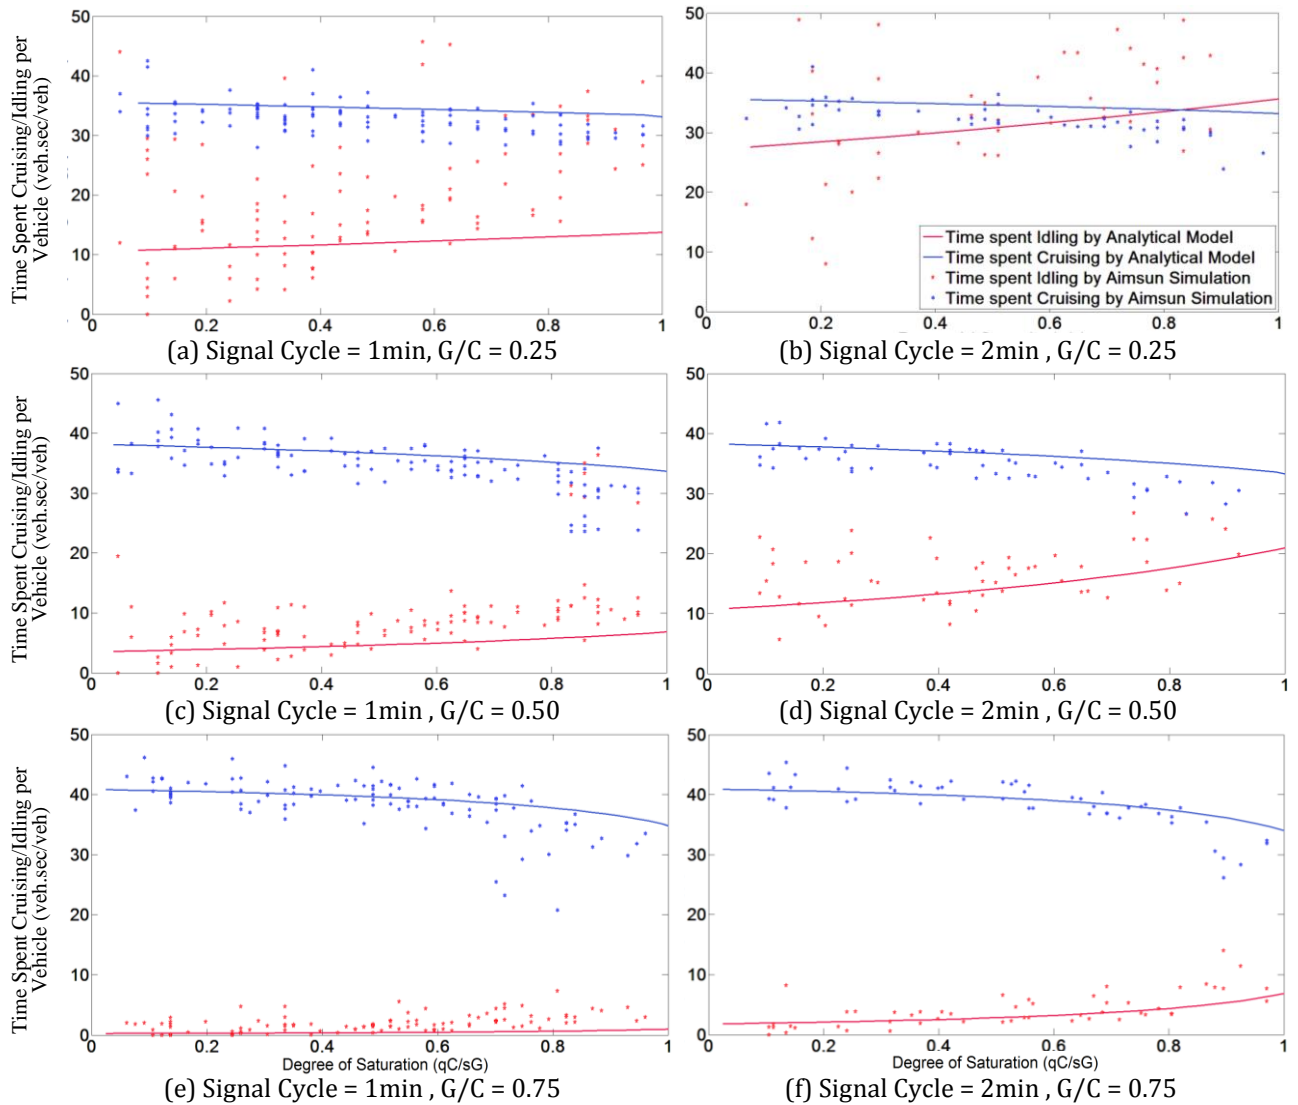 Time Spent Cruising/Idling per
Vehicle (veh.sec/veh)
50
40
30
20
10
0
0 0.2 0.4 0.6 0.8 1
(a) Signal Cycle = 1min, G/C = 0.25
50
40
30
20
10
0
Time spent Idling by Analytical Model
Time spent Cruising by Analytical Model
Time spent Idling by Aimsun Simulation
Time spent Cruising by Aimsun Simulation
0 0.2 0.4 0.6 0.8 1
(b) Signal Cycle = 2min , G/C = 0.25
Time Spent Cruising/Idling per
Vehicle (veh.sec/veh)
50
40
30
20
10
0
0 0.2 0.4 0.6 0.8 1
(c) Signal Cycle = 1min , G/C = 0.50
50
40
30
20
10
0
0 0.2 0.4 0.6 0.8 1
(d) Signal Cycle = 2min , G/C = 0.50
Time Spent Cruising/Idling per
Vehicle (veh.sec/veh)
50
40
30
20
10
0
0 0.2 0.4 0.6 0.8 1
Degree of Saturation (qC/sG)
(e) Signal Cycle = 1min , G/C = 0.75
50
40
30
20
10
0
0 0.2 0.4 0.6 0.8 1
Degree of Saturation (qC/sG)
(f) Signal Cycle = 2min , G/C = 0.75